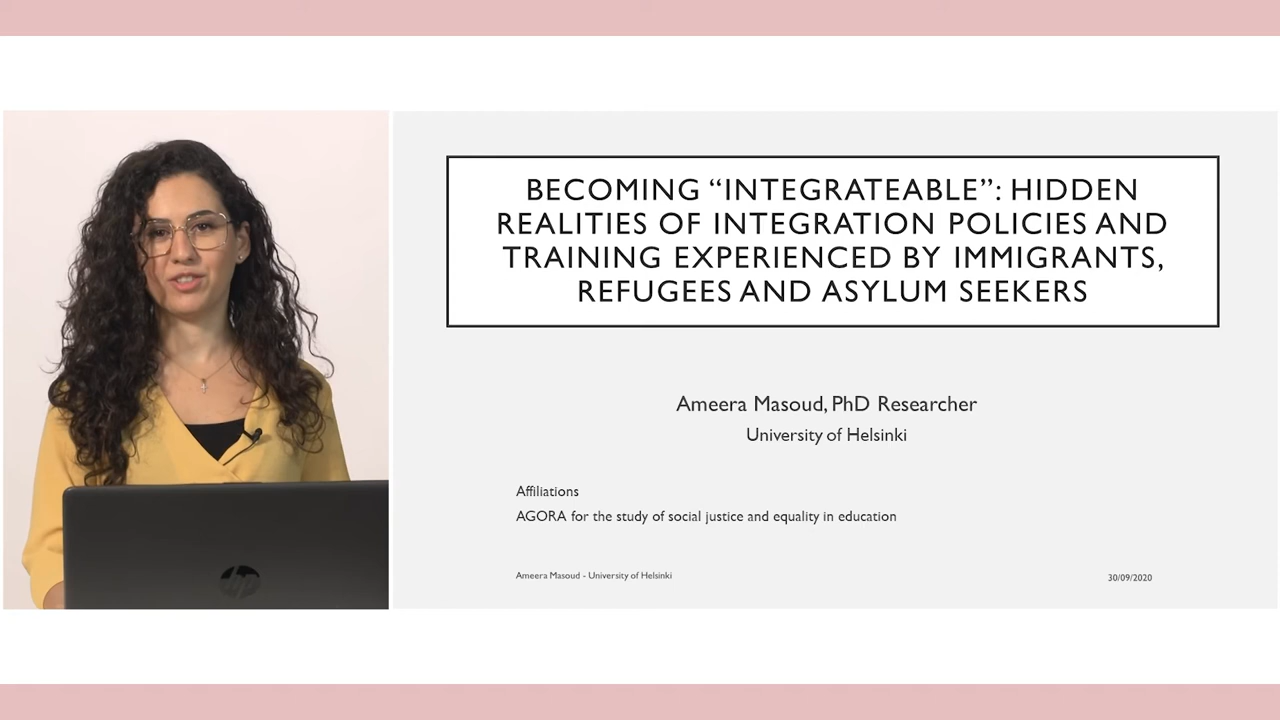 BECOMING “INTEGRATEABLE”: HIDDEN
REALITIES OF INTEGRATION POLICIES AND
TRAINING EXPERIENCED BY IMMIGRANTS,
REFUGEES AND ASYLUM SEEKERS
Ameera Masoud, PhD Researcher
University of Helsinki
Affiliations
AGORA for the study of social justice and equality in education
Ameera Masoud - University of Helsinki
30/09/2020
hp